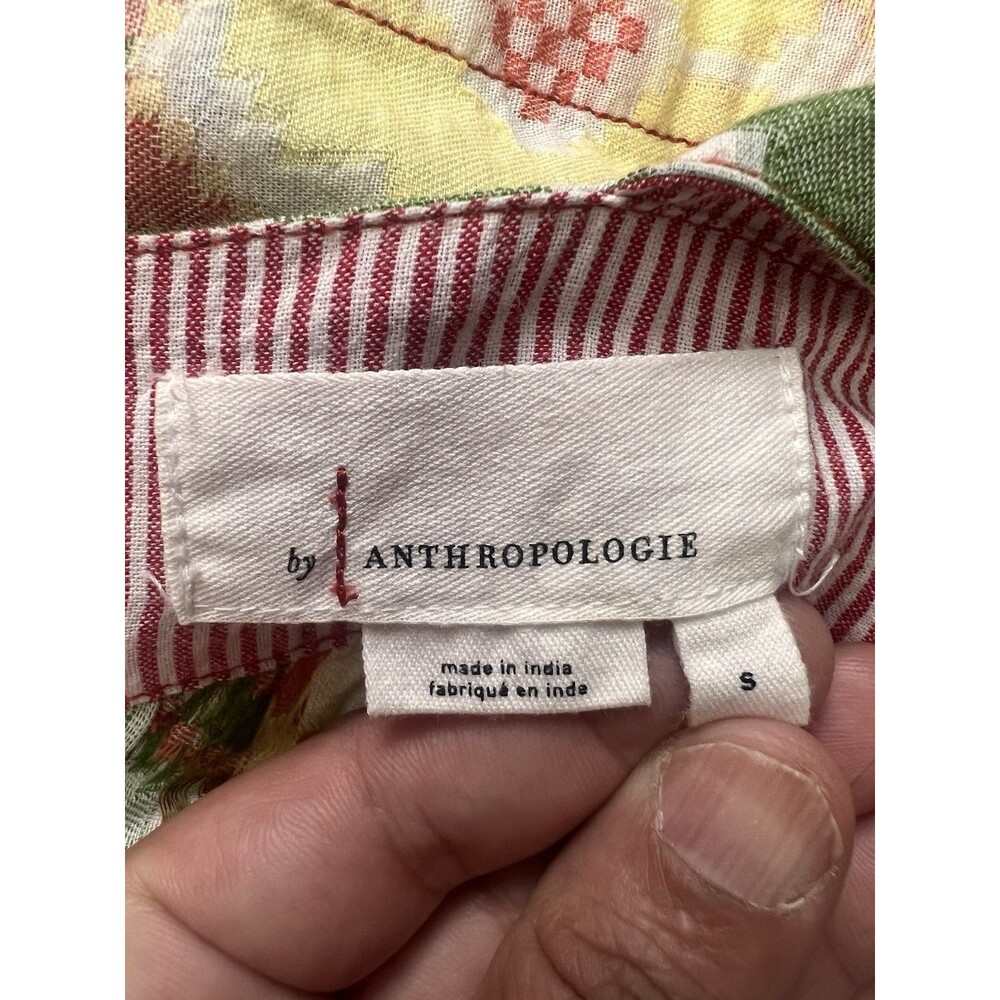 by ANTHROPOLOGIE
made in india
fabriqué en inde
S